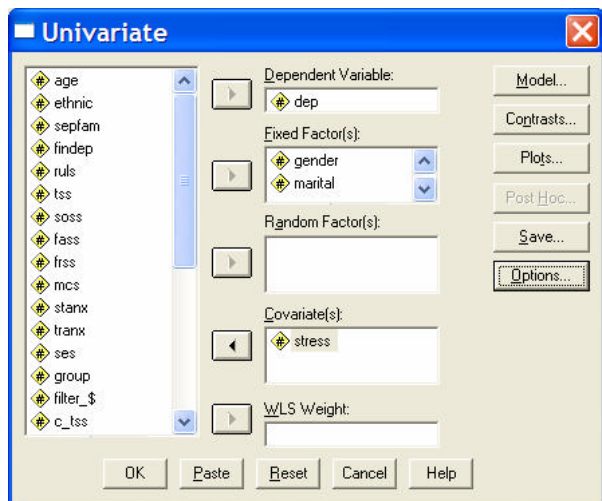 Univariate
age
ethnic
sepfam
findep
ruls
tss
soss
fass
frss
mcs
stanx
tranx
ses
group
filter_$
c_tss
Dependent Variable:
dep
Fixed Factor(s):
gender
marital
Random Factor(s):
Covariate(s):
stress
WLS Weight:
Model...
Contrasts...
Plots...
Post Hoc...
Save...
Options...
OK Paste Reset Cancel Help